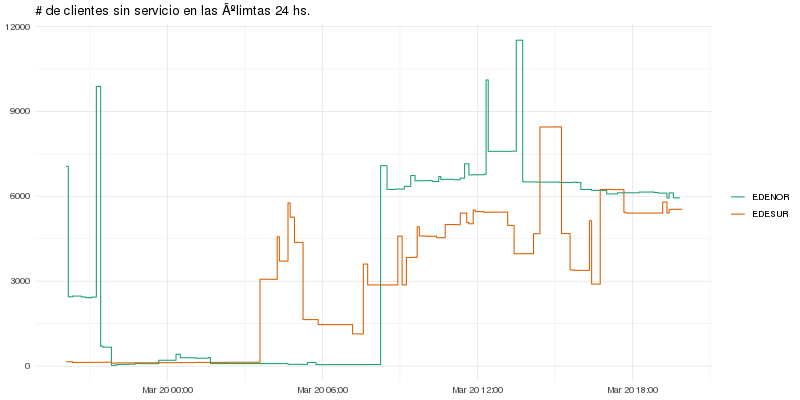 # de clientes sin servicio en las Ãºlimtas 24 hs.
12000
9000
6000
3000
0
Mar 20 00:00
Mar 20 06:00
Mar 20 12:00
Mar 20 18:00
EDENOR
EDESUR